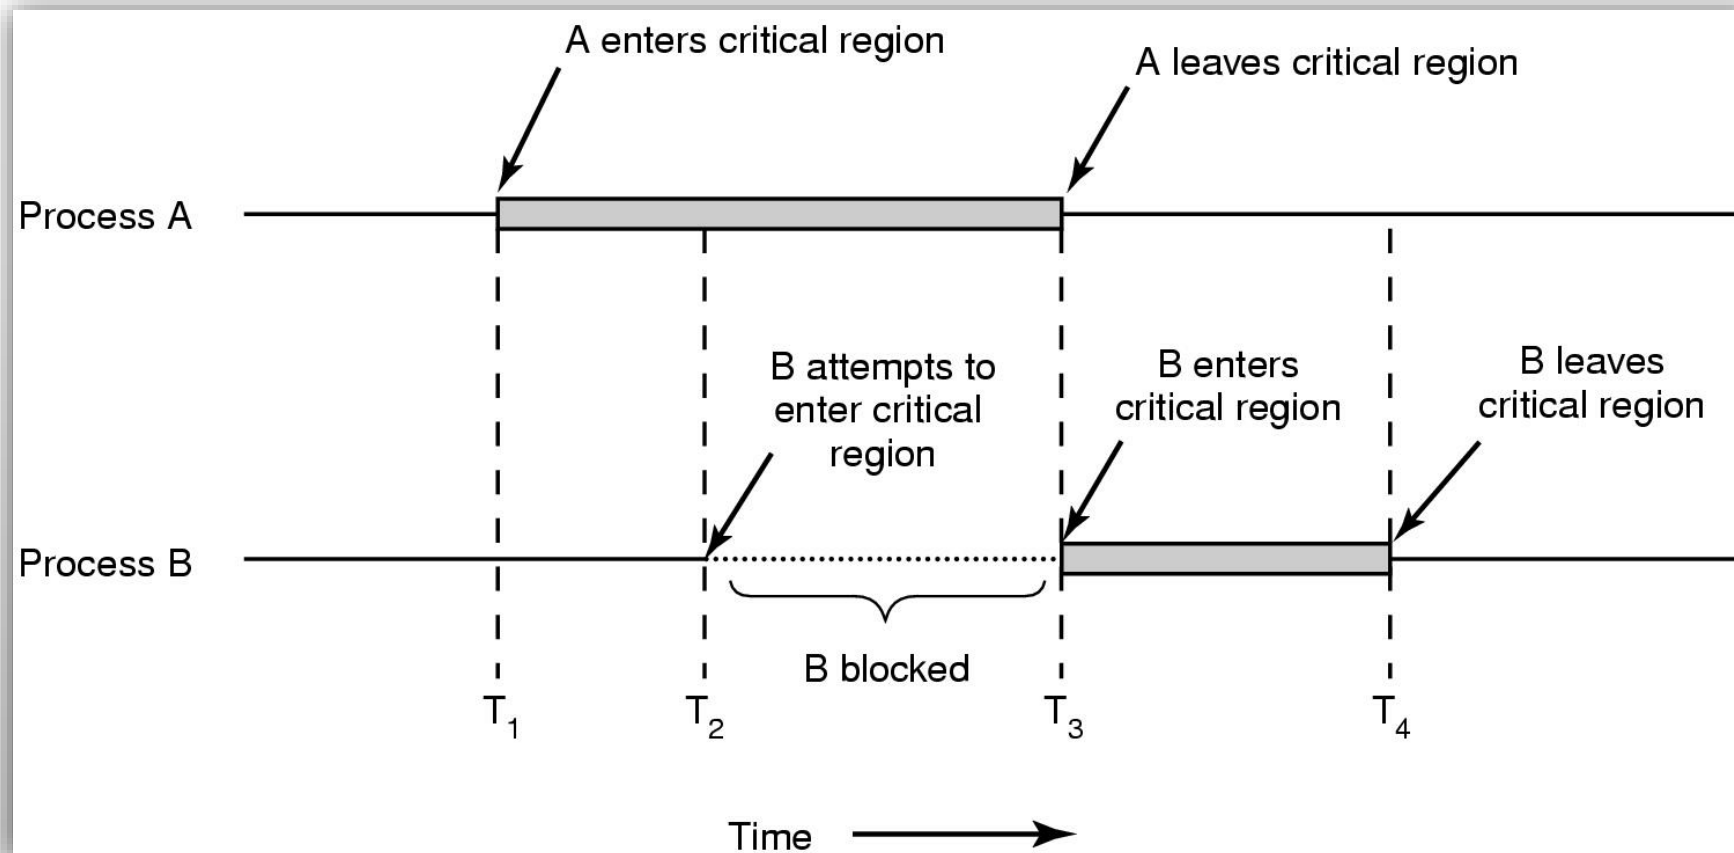 A enters critical region
A leaves critical region
Process A
B attempts to
enter critical
region
B enters
critical region
B leaves
critical region
Process B
B blocked
T1
T2
T3
T4
Time